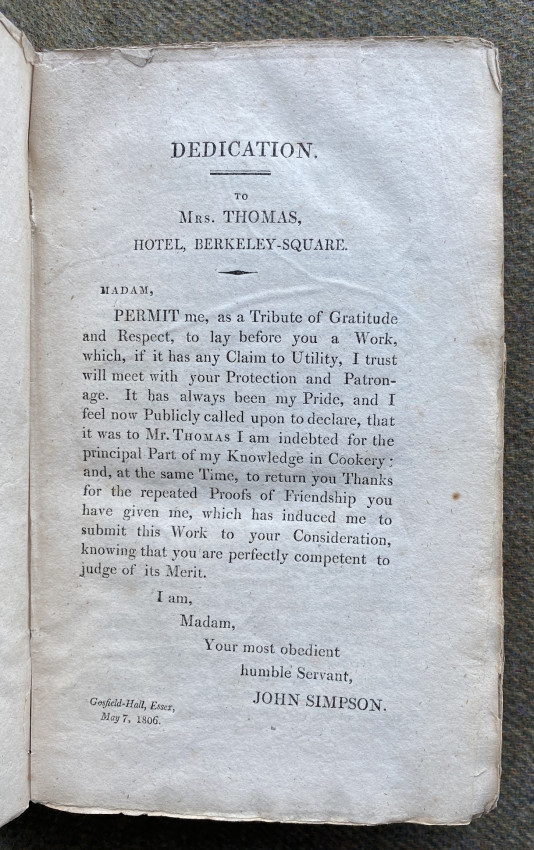 DEDICATION.
TO
MRS. THOMAS,
HOTEL, BERKELEY-SQUARE.
MADAM,
PERMIT me, as a Tribute of Gratitude
and Respect, to lay before you a Work,
which, if it has any Claim to Utility, I trust
will meet with your Protection and Patron-
age. It has always been my Pride, and I
feel now Publicly called upon to declare, that
it was to Mr. THOMAS I am indebted for the
principal Part of my Knowledge in Cookery;
and, at the same Time, to return you Thanks
for the repeated Proofs of Friendship you
have given me, which has induced me to
submit this Work to your Consideration,
knowing that you are perfectly competent to
judge of its Merit.
I am,
Madam,
Your most obedient
humble Servant,
JOHN SIMPSON.
Gosfield-Hall, Essex,
May 7, 1806.